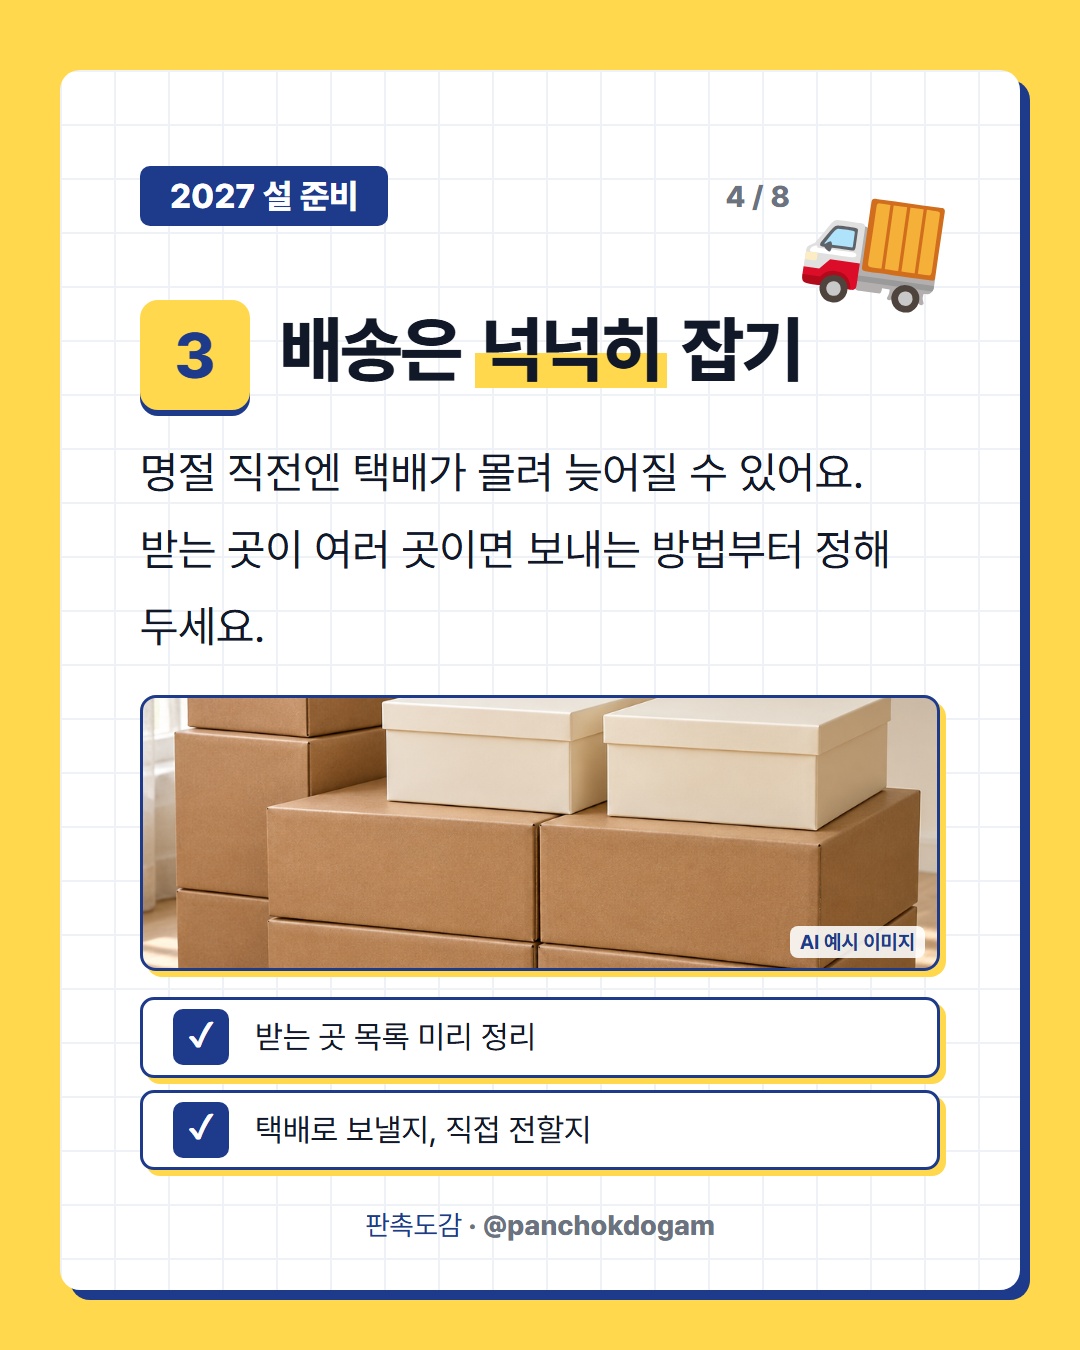 2027 설 준비
4 / 8
3
배송은 넉넉히 잡기
명절 직전엔 택배가 몰려 늦어질 수 있어요.
받는 곳이 여러 곳이면 보내는 방법부터 정해
두세요.
AI 예시 이미지
받는 곳 목록 미리 정리
택배로 보낼지, 직접 전할지
판촉도감 · @panchokdogam